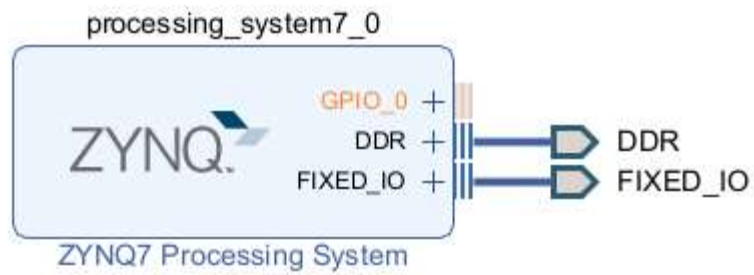 processing_system7_0
GPIO_0
ZYNQ
DDR DDR
FIXED_IO FIXED_IO
ZYNQ7 Processing System